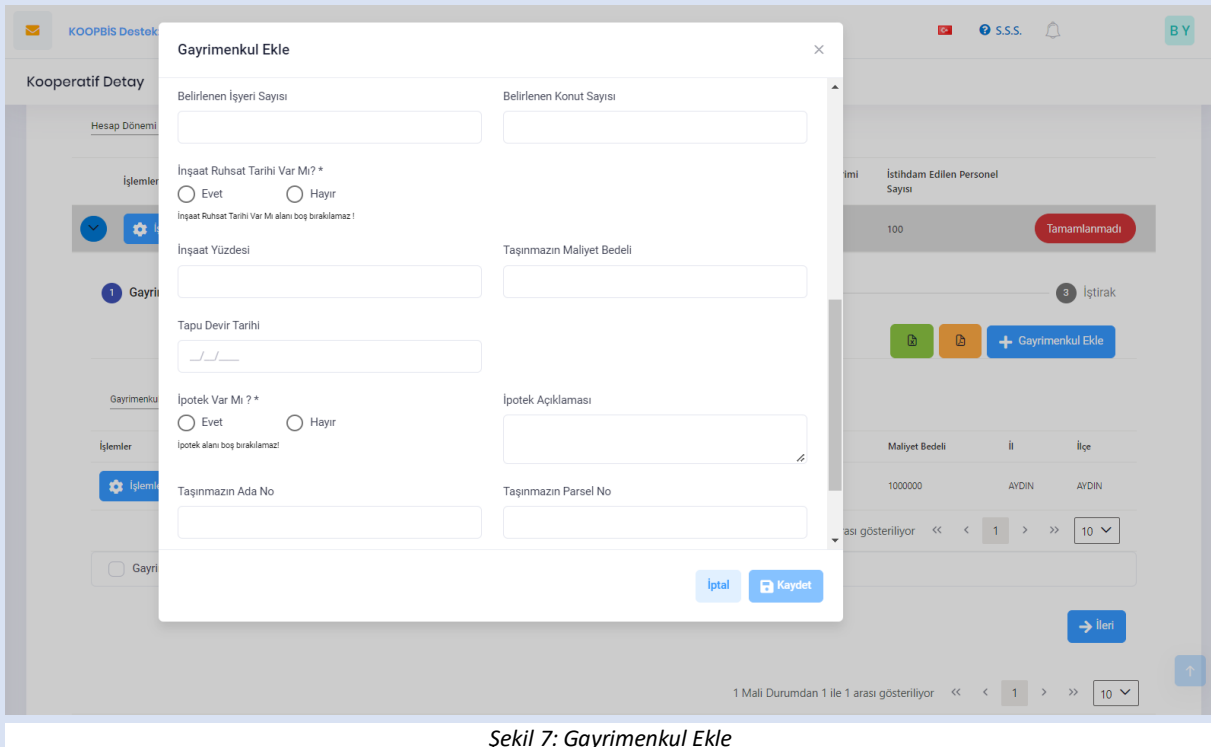 KOOPBİS Destek
S.S.S.
B Y
Kooperatif Detay
Gayrimenkul Ekle
Belirlenen İşyeri Sayısı
Belirlenen Konut Sayısı
Hesap Dönemi
İnşaat Ruhsat Tarihi Var Mı? *
Evet
Hayır
İnşaat Ruhsat Tarihi Var Mı alanı boş bırakılamaz !
İşlemler
İstihdam Edilen Personel
Sayısı
100
Tamamlanmadı
İnşaat Yüzdesi
Taşınmazın Maliyet Bedeli
1
3 İştirak
Tapu Devir Tarihi
__/__/____
Gayrimenkul Ekle
İpotek Var Mı ? *
İpotek Açıklaması
Evet
Hayır
İpotek alanı boş bırakılamaz!
İşlemler
Maliyet Bedeli
İl
İlçe
1000000
AYDIN
AYDIN
Taşınmazın Ada No
Taşınmazın Parsel No
arası gösteriliyor << < 1 > >> 10
İptal
Kaydet
İleri
1 Mali Durumdan 1 ile 1 arası gösteriliyor << < 1 > >> 10
Şekil 7: Gayrimenkul Ekle